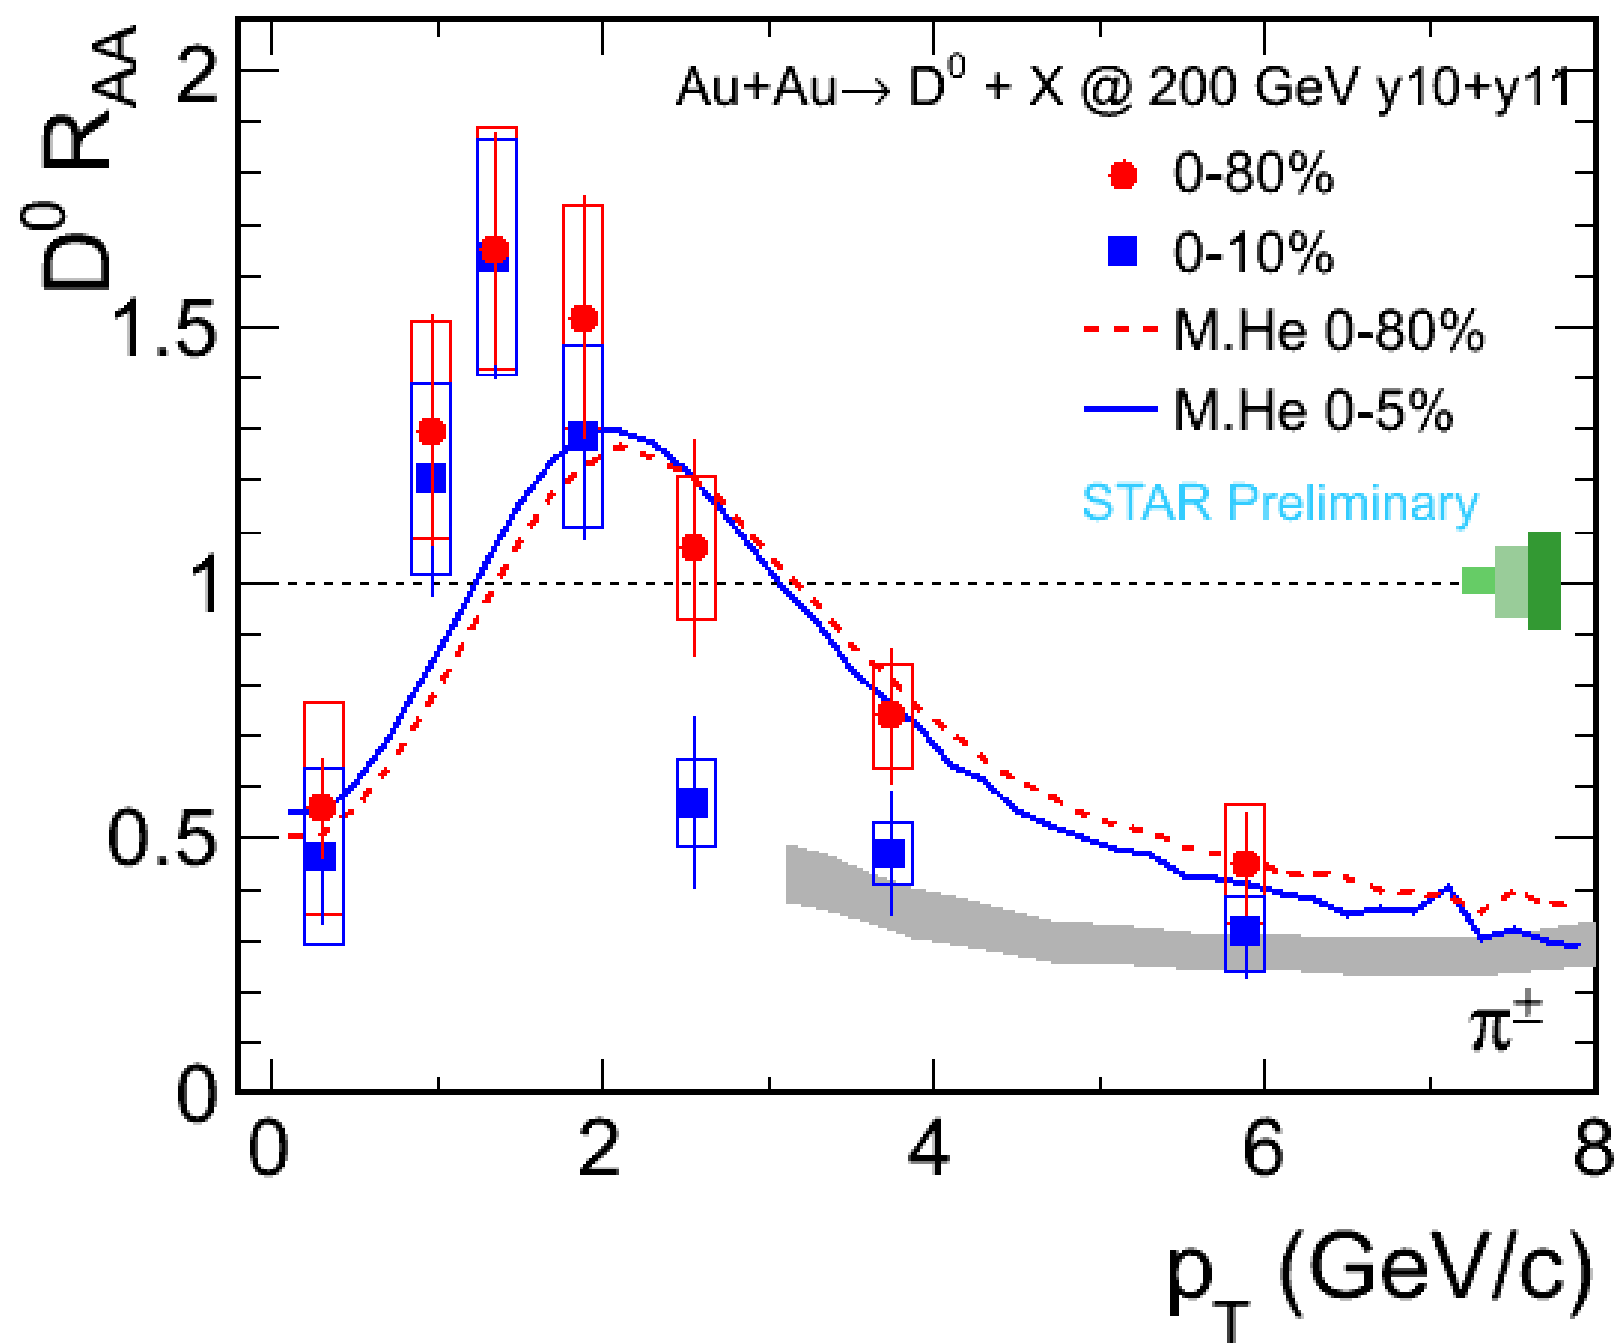 D⁰ R_AA
2
1.5
1
0.5
0
Au+Au→ D⁰ + X @ 200 GeV y10+y11
0-80%
0-10%
M.He 0-80%
M.He 0-5%
STAR Preliminary
π±
0 2 4 6 8
p_T (GeV/c)